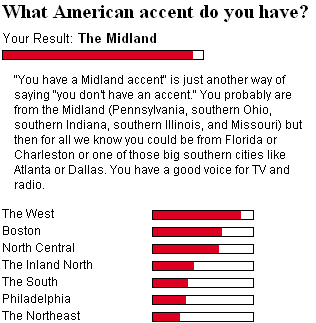 What American accent do you have?
Your Result: The Midland
"You have a Midland accent" is just another way of
saying "you don't have an accent." You probably are
from the Midland (Pennsylvania, southern Ohio,
southern Indiana, southern Illinois, and Missouri) but
then for all we know you could be from Florida or
Charleston or one of those big southern cities like
Atlanta or Dallas. You have a good voice for TV and
radio.
The West
Boston
North Central
The Inland North
The South
Philadelphia
The Northeast